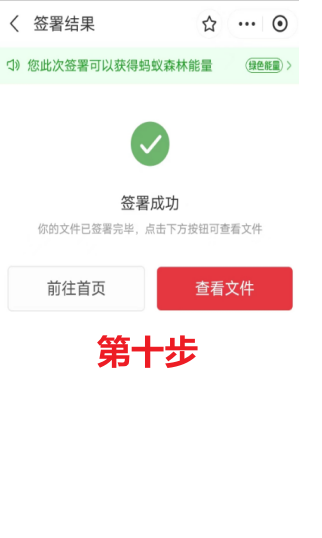 签署结果
您此次签署可以获得蚂蚁森林能量 绿色能量
签署成功
你的文件已签署完毕，点击下方按钮可查看文件
前往首页 查看文件
第十步